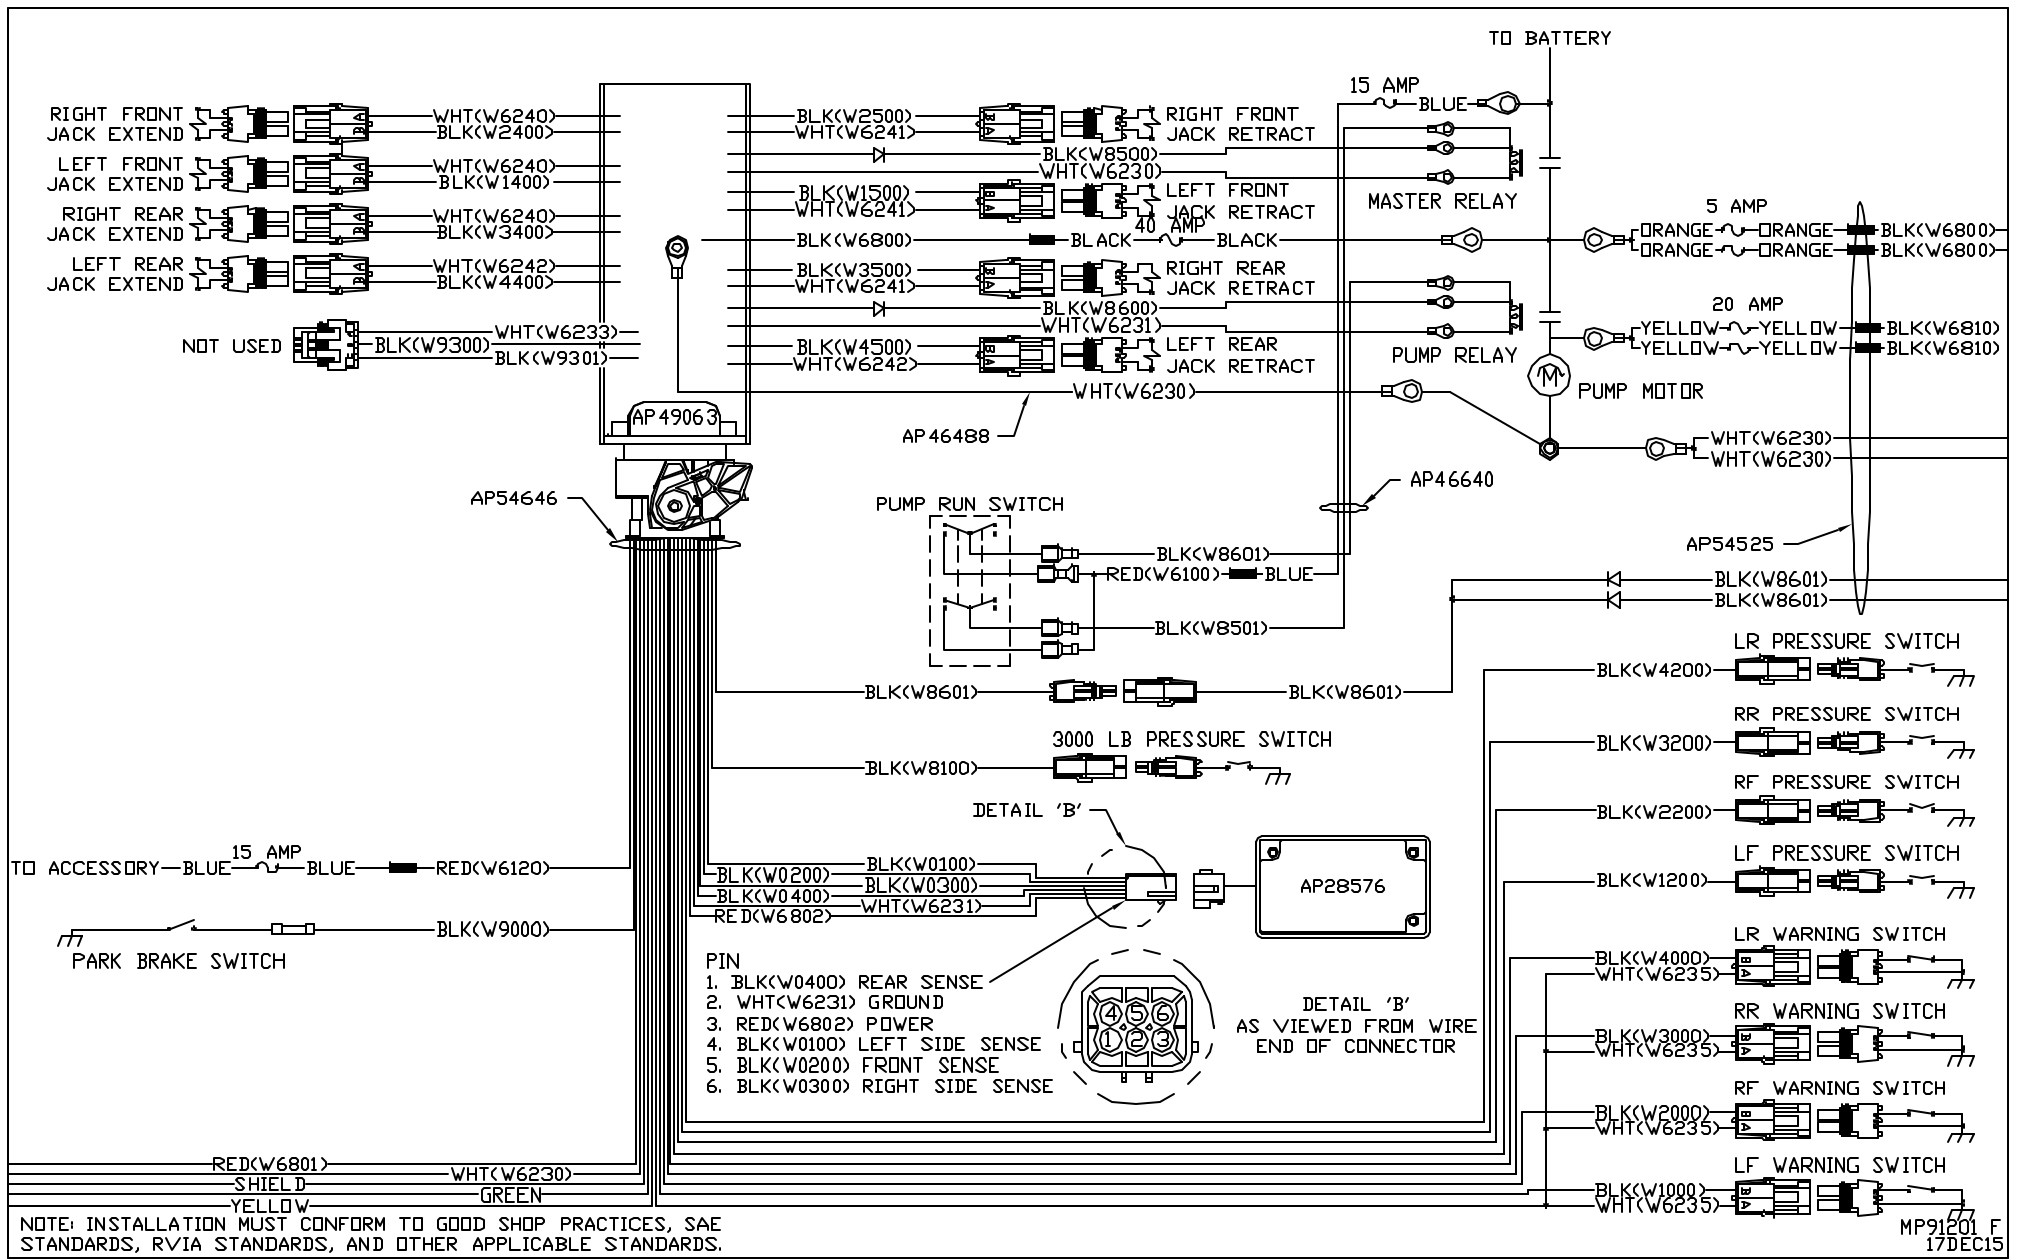 TO BATTERY
15 AMP
BLUE
RIGHT FRONT
JACK EXTEND
WHT(W6240)
BLK(W2400)
LEFT FRONT
JACK EXTEND
WHT(W6240)
BLK(W1400)
RIGHT REAR
JACK EXTEND
WHT(W6240)
BLK(W3400)
LEFT REAR
JACK EXTEND
WHT(W6242)
BLK(W4400)
NOT USED
WHT(W6233)
BLK(W9300)
BLK(W9301)
A
B
A
B
A
B
A
B
BLK(W2500)
WHT(W6241)
B
A
RIGHT FRONT
JACK RETRACT
BLK(W8500)
WHT(W6230)
BLK(W1500)
WHT(W6241)
B
A
LEFT FRONT
JACK RETRACT
40 AMP
BLK(W6800)
BLACK
BLACK
BLK(W3500)
WHT(W6241)
B
A
RIGHT REAR
JACK RETRACT
BLK(W8600)
WHT(W6231)
BLK(W4500)
WHT(W6242)
B
A
LEFT REAR
JACK RETRACT
WHT(W6230)
AP46488
MASTER RELAY
PUMP RELAY
M
PUMP MOTOR
5 AMP
ORANGE
ORANGE
BLK(W6800)
ORANGE
ORANGE
BLK(W6800)
20 AMP
YELLOW
YELLOW
BLK(W6810)
YELLOW
YELLOW
BLK(W6810)
WHT(W6230)
WHT(W6230)
AP49063
AP54646
AP46640
AP54525
PUMP RUN SWITCH
BLK(W8601)
RED(W6100)
BLUE
BLK(W8501)
BLK(W8601)
BLK(W8601)
BLK(W8601)
BLK(W8601)
3000 LB PRESSURE SWITCH
BLK(W8100)
DETAIL 'B'
LR PRESSURE SWITCH
BLK(W4200)
RR PRESSURE SWITCH
BLK(W3200)
RF PRESSURE SWITCH
BLK(W2200)
LF PRESSURE SWITCH
BLK(W1200)
LR WARNING SWITCH
BLK(W4000)
WHT(W6235)
B
A
RR WARNING SWITCH
BLK(W3000)
WHT(W6235)
B
A
RF WARNING SWITCH
BLK(W2000)
WHT(W6235)
B
A
LF WARNING SWITCH
BLK(W1000)
WHT(W6235)
B
A
TO ACCESSORY
BLUE
15 AMP
BLUE
RED(W6120)
BLK(W9000)
PARK BRAKE SWITCH
BLK(W0100)
BLK(W0200)
BLK(W0300)
BLK(W0400)
WHT(W6231)
RED(W6802)
AP28576
PIN
1. BLK(W0400) REAR SENSE
2. WHT(W6231) GROUND
3. RED(W6802) POWER
4. BLK(W0100) LEFT SIDE SENSE
5. BLK(W0200) FRONT SENSE
6. BLK(W0300) RIGHT SIDE SENSE
4 5 6
1 2 3
DETAIL 'B'
AS VIEWED FROM WIRE
END OF CONNECTOR
RED(W6801)
WHT(W6230)
SHIELD
GREEN
YELLOW
NOTE: INSTALLATION MUST CONFORM TO GOOD SHOP PRACTICES, SAE
STANDARDS, RVIA STANDARDS, AND OTHER APPLICABLE STANDARDS.
MP91201 F
17DEC15